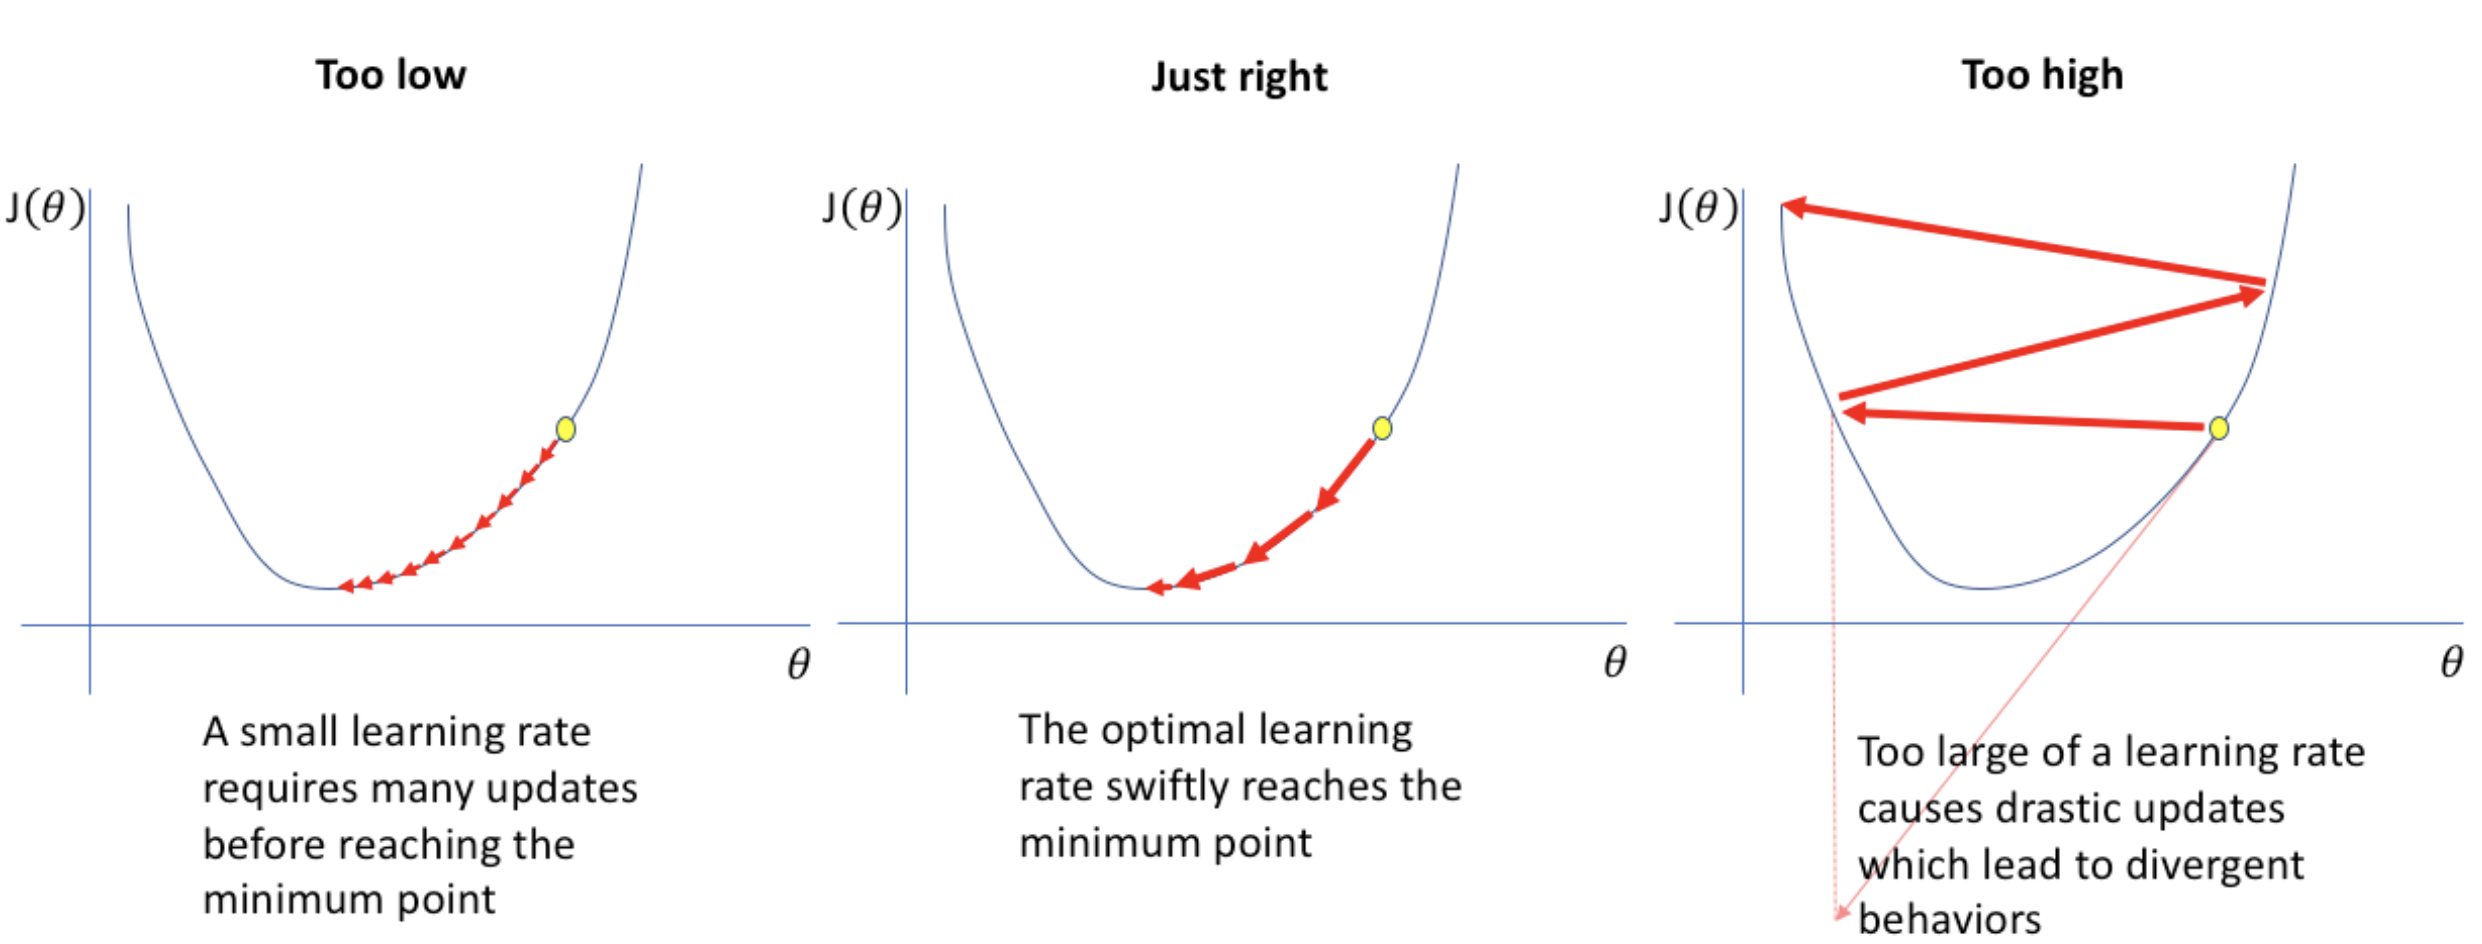 Too low
J(θ)
θ
A small learning rate
requires many updates
before reaching the
minimum point
Just right
J(θ)
θ
The optimal learning
rate swiftly reaches the
minimum point
Too high
J(θ)
θ
Too large of a learning rate
causes drastic updates
which lead to divergent
behaviors